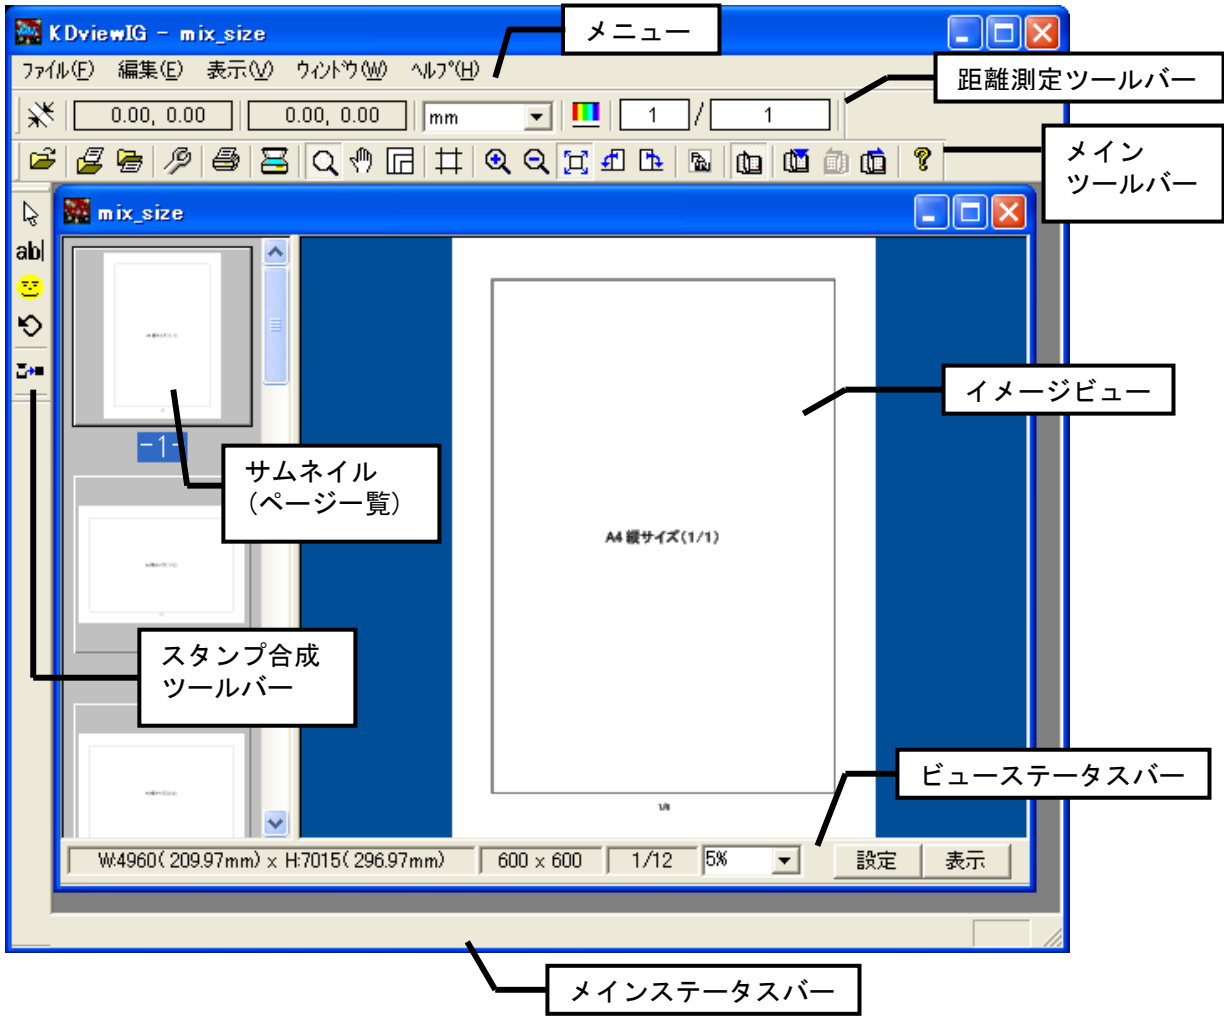 KDviewIG - mix_size
メニュー
ファイル(F) 編集(E) 表示(V) ウィンドウ(W) ヘルプ(H)
距離測定ツールバー
0.00, 0.00 0.00, 0.00 mm 1 / 1
メイン
ツールバー
mix_size
abl
-1-
サムネイル
(ページ一覧)
イメージビュー
A4 縦サイズ(1/1)
スタンプ合成
ツールバー
ビューステータスバー
W:4960( 209.97mm) x H:7015( 296.97mm) 600 x 600 1/12 5% 設定 表示
メインステータスバー